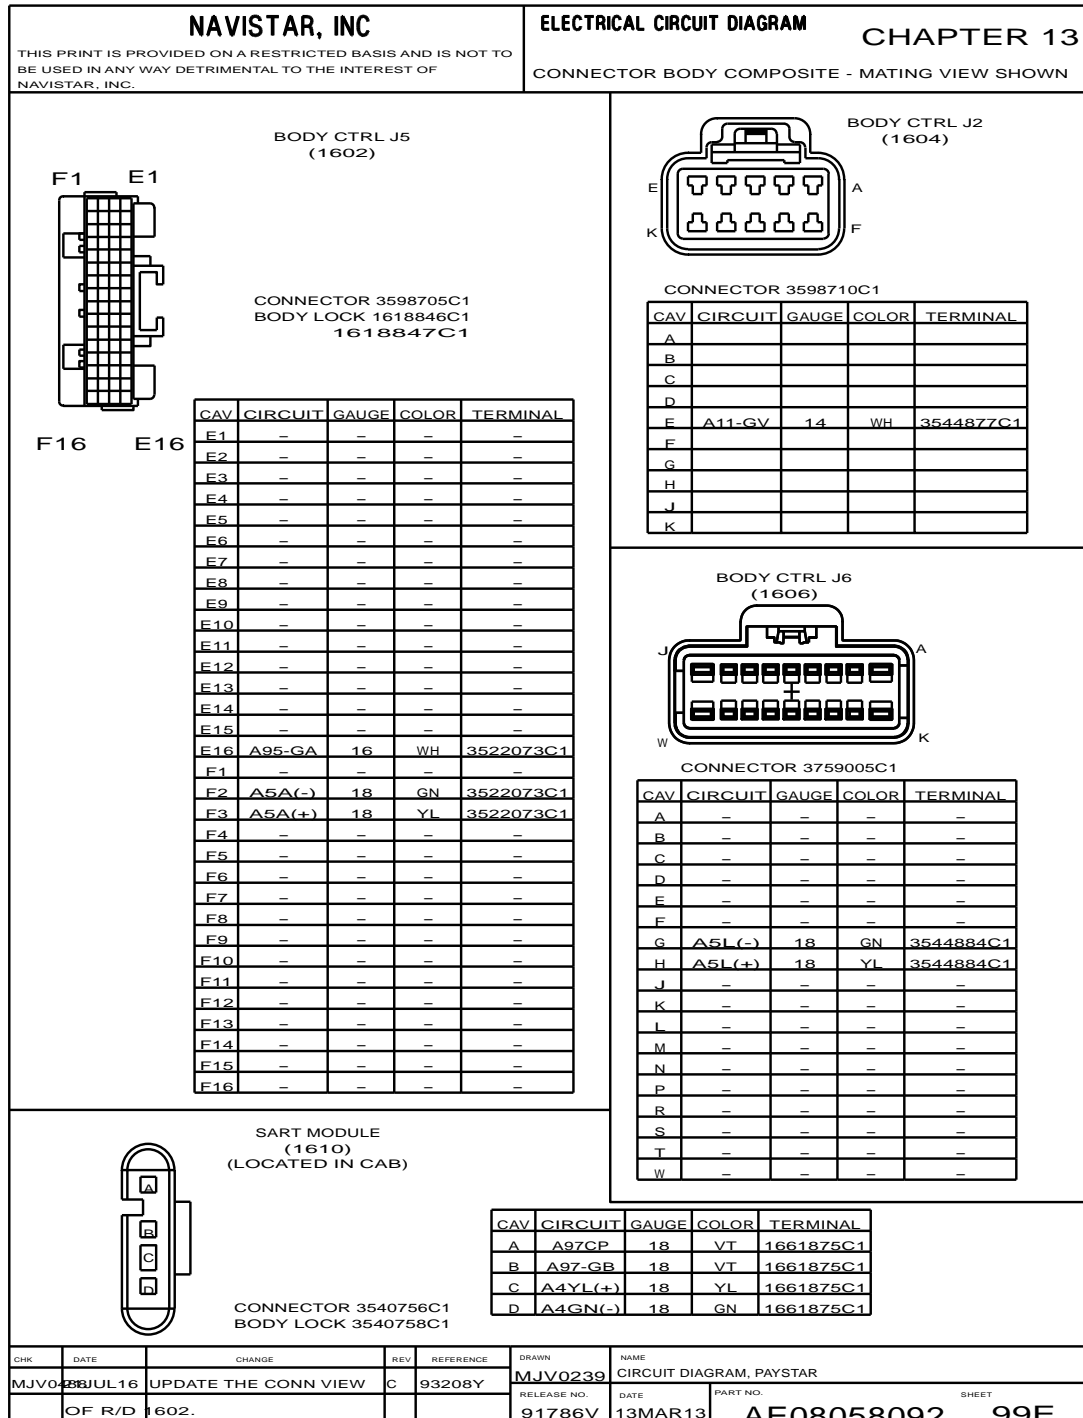 NAVISTAR, INC
THIS PRINT IS PROVIDED ON A RESTRICTED BASIS AND IS NOT TO
BE USED IN ANY WAY DETRIMENTAL TO THE INTEREST OF
NAVISTAR, INC.
ELECTRICAL CIRCUIT DIAGRAM
CHAPTER 13
CONNECTOR BODY COMPOSITE - MATING VIEW SHOWN
BODY CTRL J5
(1602)
F1 E1
CONNECTOR 3598705C1
BODY LOCK 1618846C1
1618847C1
F16 E16
CAV CIRCUIT GAUGE COLOR TERMINAL
E1 – – – –
E2 – – – –
E3 – – – –
E4 – – – –
E5 – – – –
E6 – – – –
E7 – – – –
E8 – – – –
E9 – – – –
E10 – – – –
E11 – – – –
E12 – – – –
E13 – – – –
E14 – – – –
E15 – – – –
E16 A95-GA 16 WH 3522073C1
F1 – – – –
F2 A5A(-) 18 GN 3522073C1
F3 A5A(+) 18 YL 3522073C1
F4 – – – –
F5 – – – –
F6 – – – –
F7 – – – –
F8 – – – –
F9 – – – –
F10 – – – –
F11 – – – –
F12 – – – –
F13 – – – –
F14 – – – –
F15 – – – –
F16 – – – –
BODY CTRL J2
(1604)
E A
K F
CONNECTOR 3598710C1
CAV CIRCUIT GAUGE COLOR TERMINAL
A
B
C
D
E A11-GV 14 WH 3544877C1
F
G
H
J
K
BODY CTRL J6
(1606)
J A
W K
CONNECTOR 3759005C1
CAV CIRCUIT GAUGE COLOR TERMINAL
A – – – –
B – – – –
C – – – –
D – – – –
E – – – –
F – – – –
G A5L(-) 18 GN 3544884C1
H A5L(+) 18 YL 3544884C1
J – – – –
K – – – –
L – – – –
M – – – –
N – – – –
P – – – –
R – – – –
S – – – –
T – – – –
W – – – –
SART MODULE
(1610)
(LOCATED IN CAB)
A
B
C
D
CONNECTOR 3540756C1
BODY LOCK 3540758C1
CAV CIRCUIT GAUGE COLOR TERMINAL
A A97CP 18 VT 1661875C1
B A97-GB 18 VT 1661875C1
C A4YL(+) 18 YL 1661875C1
D A4GN(-) 18 GN 1661875C1
CHK DATE CHANGE REV REFERENCE
UPDATE THE CONN VIEW C 93208Y
OF R/D 1602.
DRAWN
MJV0239
NAME
CIRCUIT DIAGRAM, PAYSTAR
RELEASE NO.
91786V
DATE
13MAR13
PART NO.
AE08058092
SHEET
99E